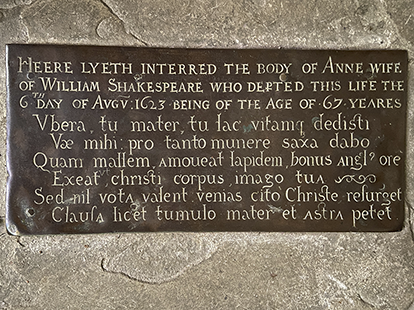 HEERE LYETH INTERRED THE BODY OF ANNE WIFE
OF WILLIAM SHAKESPEARE WHO DEPTED THIS LIFE THE
6TH DAY OF AVGV: 1623 · BEING OF THE AGE OF · 67 · YEARES
Vbera, tu mater, tu lac, vitamq dedisti
Væ mihi: pro tanto munere saxa dabo
Quam mallem, amoueat lapidem, bonus angl' ore
Exeat ut, christi corpus, imago tua
Sed nil vota valent: venias cito Christe resurget
Clausa licet tumulo mater et astra petet